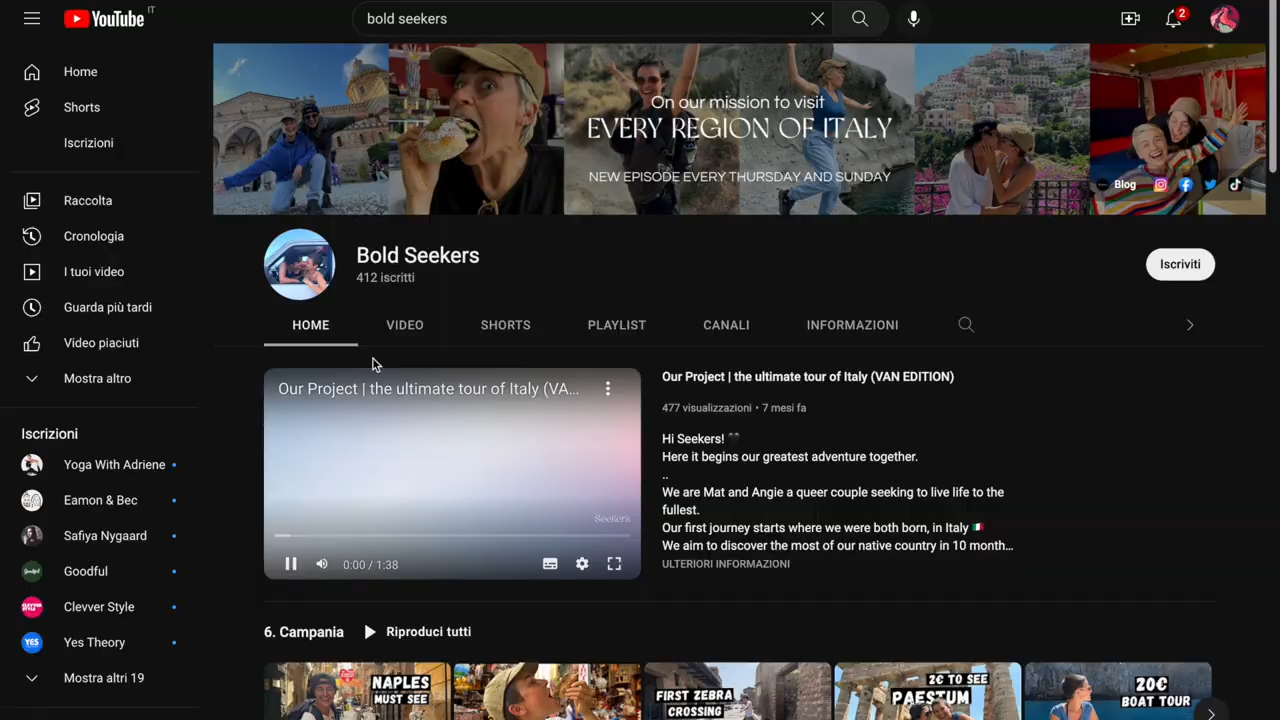 YouTube IT
bold seekers
2
Home
Shorts
Iscrizioni
Raccolta
Cronologia
I tuoi video
Guarda più tardi
Video piaciuti
Mostra altro
Iscrizioni
Yoga With Adriene
Eamon & Bec
Safiya Nygaard
Goodful
Clevver Style
Yes Theory
Mostra altri 19
On our mission to visit
EVERY REGION OF ITALY
NEW EPISODE EVERY THURSDAY AND SUNDAY
Blog
Bold Seekers
412 iscritti
Iscriviti
HOME VIDEO SHORTS PLAYLIST CANALI INFORMAZIONI
Our Project | the ultimate tour of Italy (VA...
Seekers
0:00 / 1:38
Our Project | the ultimate tour of Italy (VAN EDITION)
477 visualizzazioni • 7 mesi fa
Hi Seekers! 🖤
Here it begins our greatest adventure together.
..
We are Mat and Angie a queer couple seeking to live life to the
fullest.
Our first journey starts where we were both born, in Italy 🇮🇹
We aim to discover the most of our native country in 10 month…
ULTERIORI INFORMAZIONI
6. Campania
Riproduci tutti
NAPLES
MUST SEE
FIRST ZEBRA
CROSSING
2€ TO SEE
PAESTUM
20€
BOAT TOUR